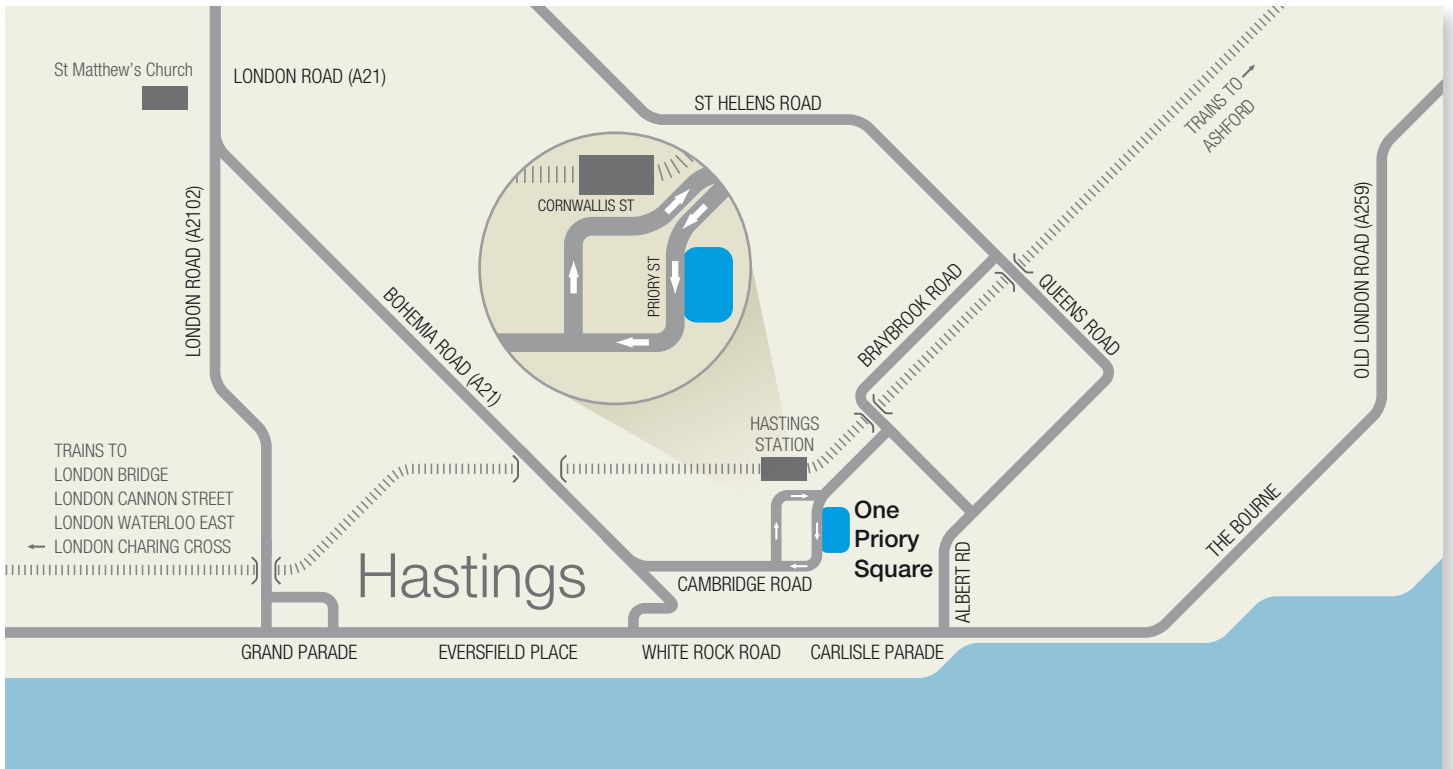 St Matthew's Church
LONDON ROAD (A21)
ST HELENS ROAD
TRAINS TO
ASHFORD
CORNWALLIS ST
PRIORY ST
LONDON ROAD (A2102)
BOHEMIA ROAD (A21)
BRAYBROOK ROAD
QUEENS ROAD
OLD LONDON ROAD (A259)
HASTINGS
STATION
TRAINS TO
LONDON BRIDGE
LONDON CANNON STREET
LONDON WATERLOO EAST
LONDON CHARING CROSS
Hastings
One
Priory
Square
CAMBRIDGE ROAD
ALBERT RD
THE BOURNE
GRAND PARADE
EVERSFIELD PLACE
WHITE ROCK ROAD
CARLISLE PARADE